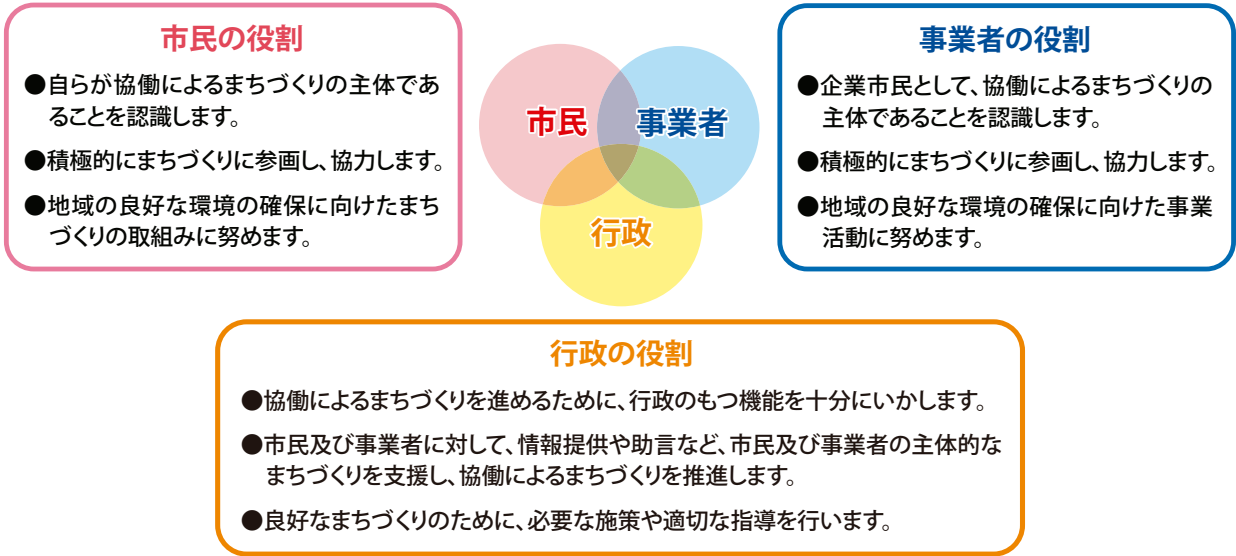 市民の役割
●自らが協働によるまちづくりの主体であ
ることを認識します。
●積極的にまちづくりに参画し、協力します。
●地域の良好な環境の確保に向けたまち
づくりの取組みに努めます。
市民
事業者
行政
事業者の役割
●企業市民として、協働によるまちづくりの
主体であることを認識します。
●積極的にまちづくりに参画し、協力します。
●地域の良好な環境の確保に向けた事業
活動に努めます。
行政の役割
●協働によるまちづくりを進めるために、行政のもつ機能を十分にいかします。
●市民及び事業者に対して、情報提供や助言など、市民及び事業者の主体的な
まちづくりを支援し、協働によるまちづくりを推進します。
●良好なまちづくりのために、必要な施策や適切な指導を行います。